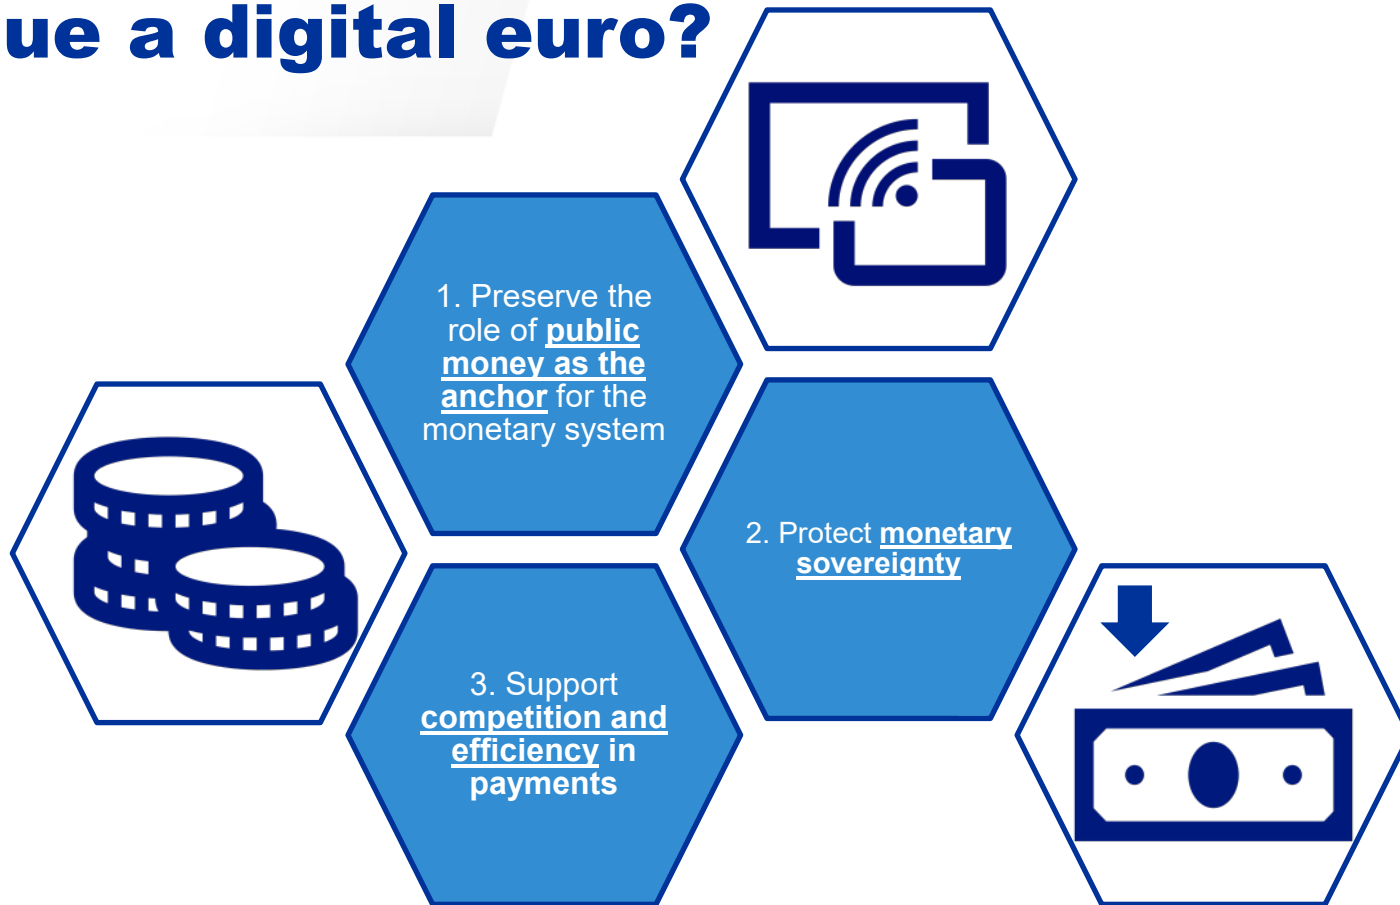 ue a digital euro?
1. Preserve the
role of public
money as the
anchor for the
monetary system
2. Protect monetary
sovereignty
3. Support
competition and
efficiency in
payments